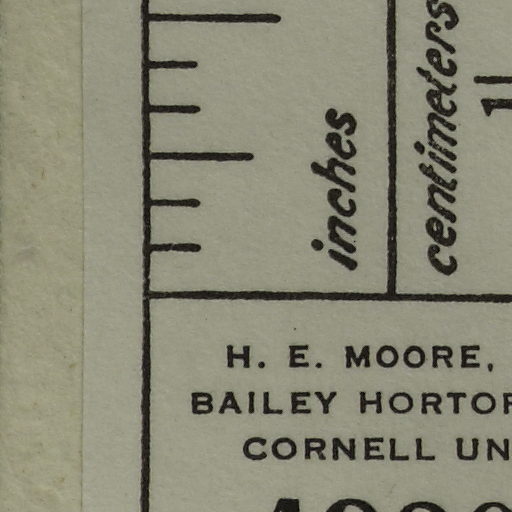 inches
centimeters
H. E. MOORE,
BAILEY HORTOR
CORNELL UN